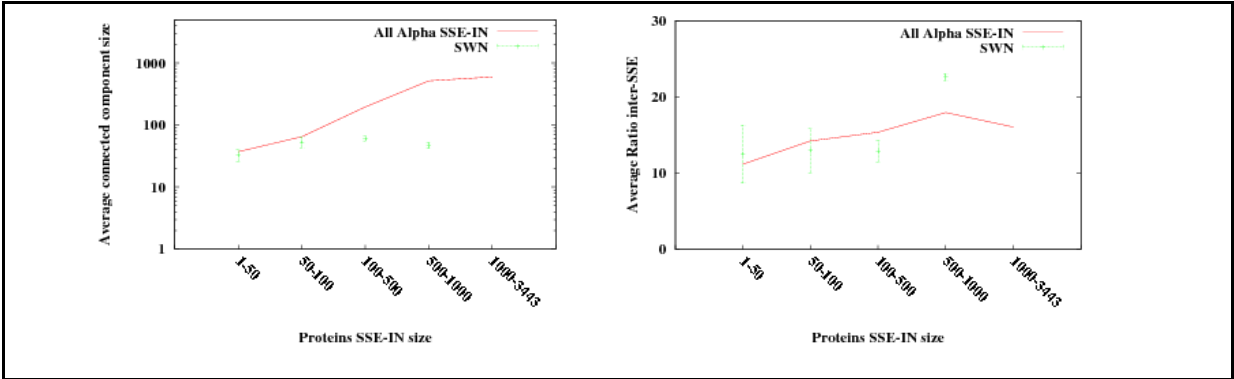 Average connected component size
1000
100
10
1
All Alpha SSE-IN
SWN
1-50
50-100
100-500
500-1000
1000-3443
Proteins SSE-IN size
Average Ratio inter-SSE
30
20
10
0
All Alpha SSE-IN
SWN
1-50
50-100
100-500
500-1000
1000-3443
Proteins SSE-IN size